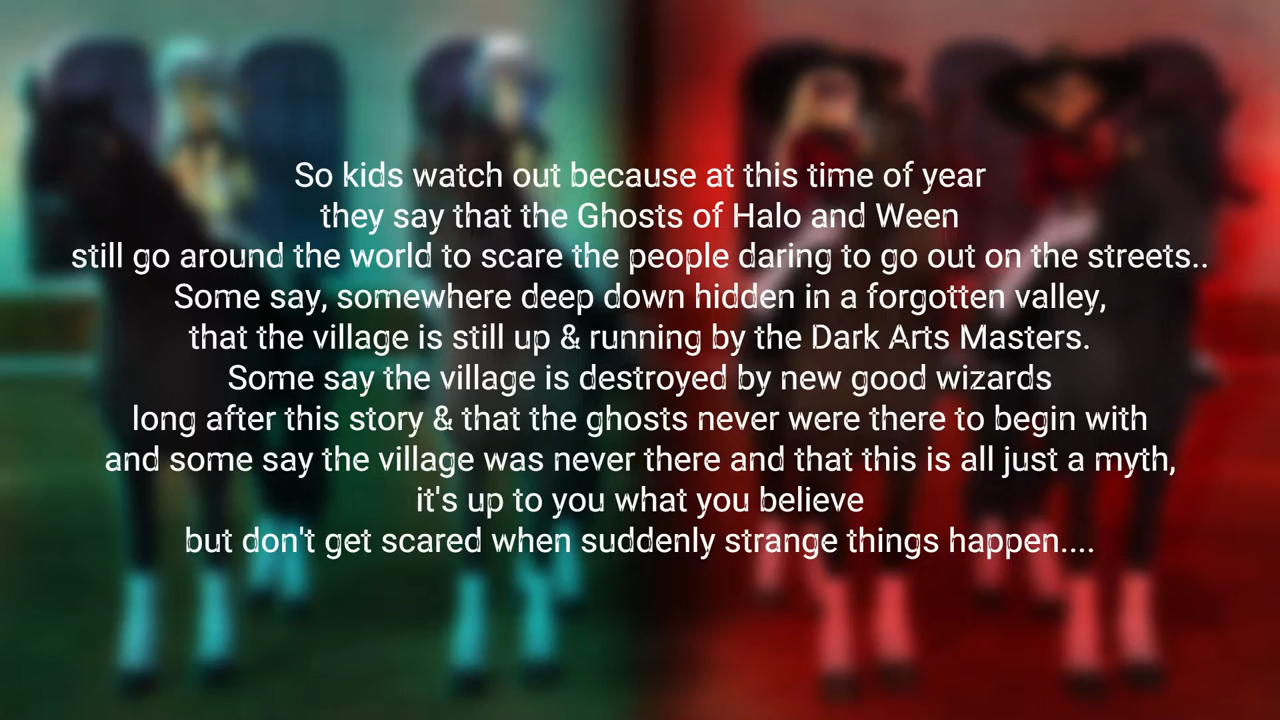 So kids watch out because at this time of year
they say that the Ghosts of Halo and Ween
still go around the world to scare the people daring to go out on the streets..
Some say, somewhere deep down hidden in a forgotten valley,
that the village is still up & running by the Dark Arts Masters.
Some say the village is destroyed by new good wizards
long after this story & that the ghosts never were there to begin with
and some say the village was never there and that this is all just a myth,
it's up to you what you believe
but don't get scared when suddenly strange things happen....